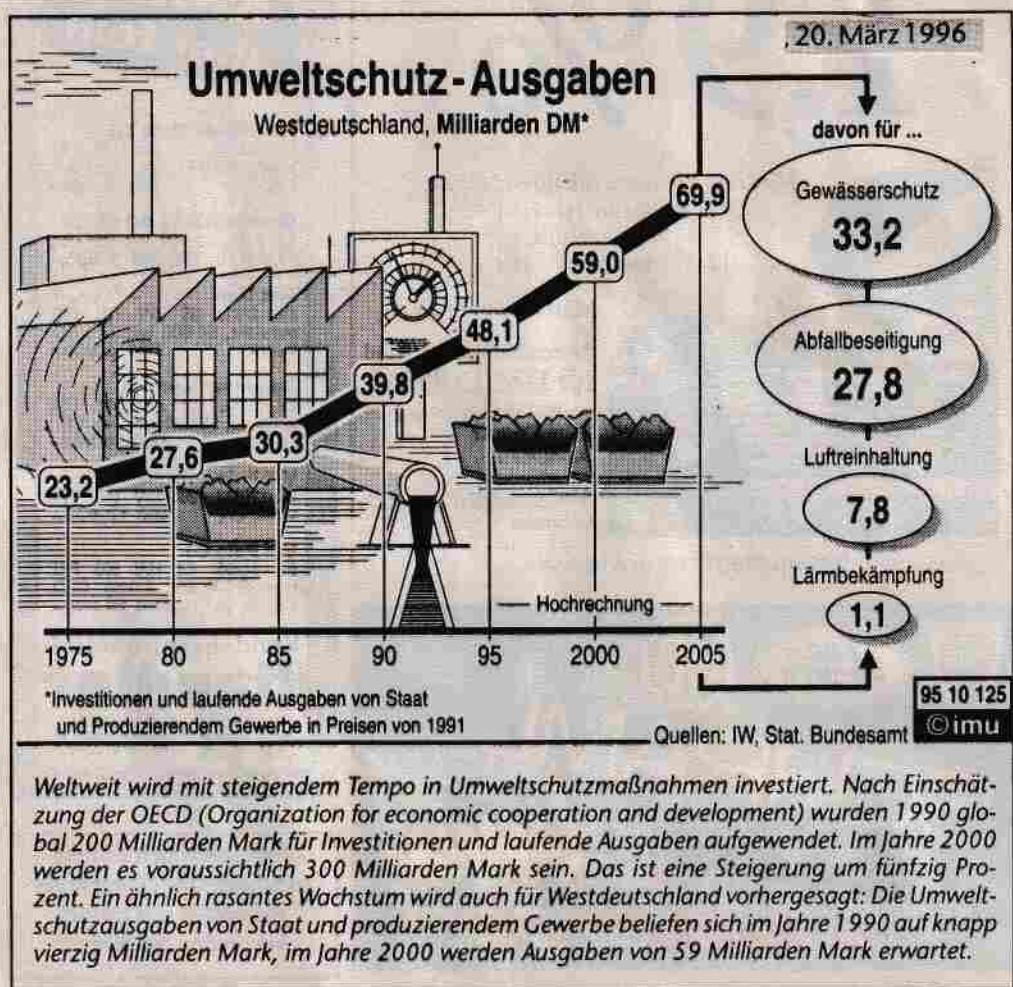 , 20. März 1996
Umweltschutz-Ausgaben
Westdeutschland, Milliarden DM*
23,2
27,6
30,3
39,8
48,1
59,0
69,9
Hochrechnung
1975 80 85 90 95 2000 2005
davon für ...
Gewässerschutz
33,2
Abfallbeseitigung
27,8
Luftreinhaltung
7,8
Lärmbekämpfung
1,1
*Investitionen und laufende Ausgaben von Staat
und Produzierendem Gewerbe in Preisen von 1991
Quellen: IW, Stat. Bundesamt
95 10 125
© imu
Weltweit wird mit steigendem Tempo in Umweltschutzmaßnahmen investiert. Nach Einschät-
zung der OECD (Organization for economic cooperation and development) wurden 1990 glo-
bal 200 Milliarden Mark für Investitionen und laufende Ausgaben aufgewendet. Im Jahre 2000
werden es voraussichtlich 300 Milliarden Mark sein. Das ist eine Steigerung um fünfzig Pro-
zent. Ein ähnlich rasantes Wachstum wird auch für Westdeutschland vorhergesagt: Die Umwelt-
schutzausgaben von Staat und produzierendem Gewerbe beliefen sich im Jahre 1990 auf knapp
vierzig Milliarden Mark, im Jahre 2000 werden Ausgaben von 59 Milliarden Mark erwartet.